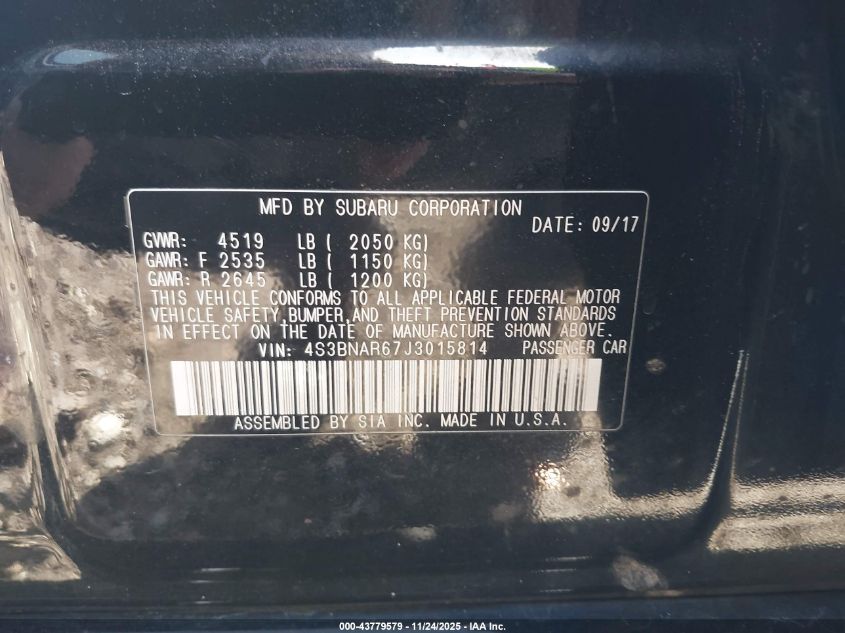 MFD BY SUBARU CORPORATION
DATE: 09/17
GVWR: 4519 LB ( 2050 KG)
GAWR: F 2535 LB ( 1150 KG)
GAWR: R 2645 LB ( 1200 KG)
THIS VEHICLE CONFORMS TO ALL APPLICABLE FEDERAL MOTOR
VEHICLE SAFETY, BUMPER, AND THEFT PREVENTION STANDARDS
IN EFFECT ON THE DATE OF MANUFACTURE SHOWN ABOVE.
VIN: 4S3BNAR67J3015814 PASSENGER CAR
ASSEMBLED BY SIA INC. MADE IN U.S.A.
000-43779579 - 11/24/2025 - IAA Inc.